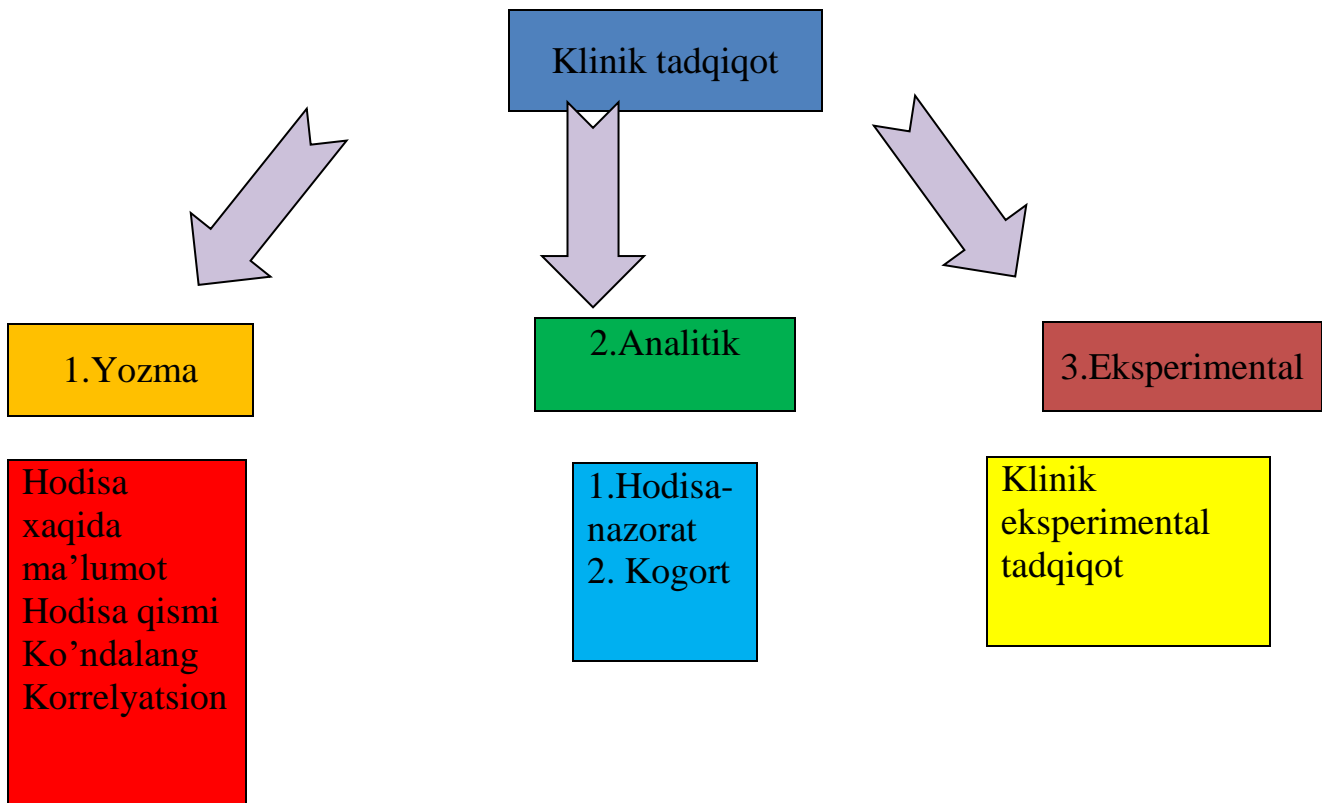 Klinik tadqiqot
1.Yozma
2.Analitik
3.Eksperimental
Hodisa
xaqida
ma’lumot
Hodisa qismi
Ko’ndalang
Korrelyatsion
1.Hodisa-
nazorat
2. Kogort
Klinik
eksperimental
tadqiqot